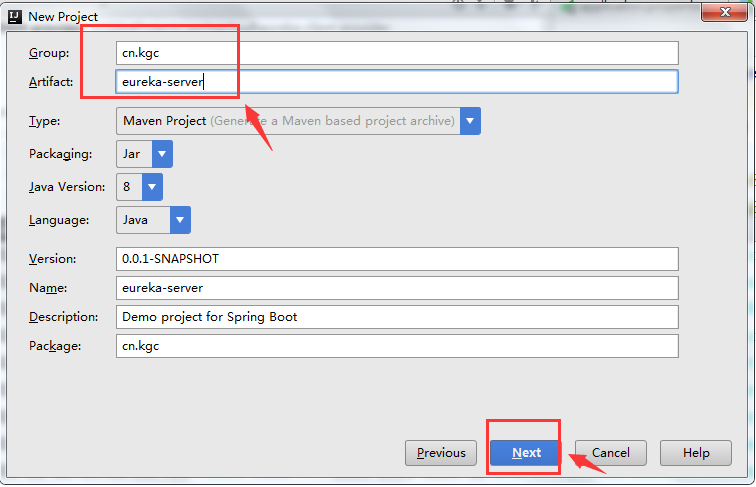 New Project
Group: cn.kgc
Artifact: eureka-server
Type: Maven Project (Generate a Maven based project archive)
Packaging: Jar
Java Version: 8
Language: Java
Version: 0.0.1-SNAPSHOT
Name: eureka-server
Description: Demo project for Spring Boot
Package: cn.kgc
Previous Next Cancel Help